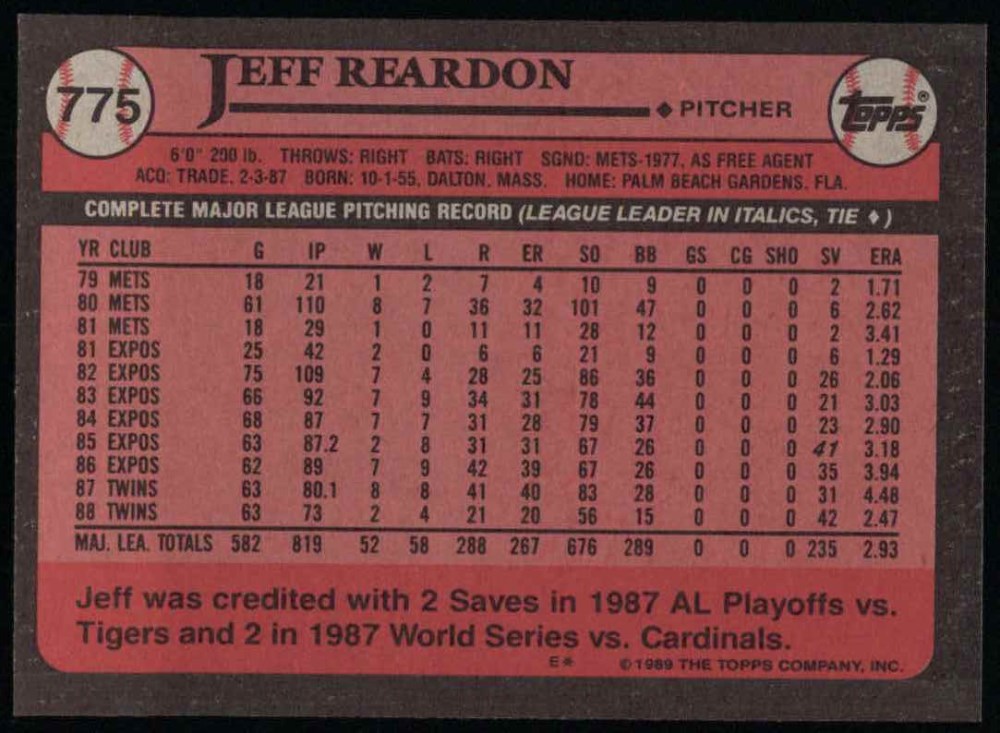 775
JEFF REARDON
◆ PITCHER
Topps®
6'0" 200 lb. THROWS: RIGHT BATS: RIGHT SGND: METS-1977, AS FREE AGENT
ACQ: TRADE, 2-3-87 BORN: 10-1-55, DALTON, MASS. HOME: PALM BEACH GARDENS, FLA.
COMPLETE MAJOR LEAGUE PITCHING RECORD (LEAGUE LEADER IN ITALICS, TIE ♦)
YR CLUB G IP W L R ER SO BB GS CG SHO SV ERA
79 METS 18 21 1 2 7 4 10 9 0 0 0 2 1.71
80 METS 61 110 8 7 36 32 101 47 0 0 0 6 2.62
81 METS 18 29 1 0 11 11 28 12 0 0 0 2 3.41
81 EXPOS 25 42 2 0 6 6 21 9 0 0 0 6 1.29
82 EXPOS 75 109 7 4 28 25 86 36 0 0 0 26 2.06
83 EXPOS 66 92 7 9 34 31 78 44 0 0 0 21 3.03
84 EXPOS 68 87 7 7 31 28 79 37 0 0 0 23 2.90
85 EXPOS 63 87.2 2 8 31 31 67 26 0 0 0 41 3.18
86 EXPOS 62 89 7 9 42 39 67 26 0 0 0 35 3.94
87 TWINS 63 80.1 8 8 41 40 83 28 0 0 0 31 4.48
88 TWINS 63 73 2 4 21 20 56 15 0 0 0 42 2.47
MAJ. LEA. TOTALS 582 819 52 58 288 267 676 289 0 0 0 235 2.93
Jeff was credited with 2 Saves in 1987 AL Playoffs vs.
Tigers and 2 in 1987 World Series vs. Cardinals.
E* ©1989 THE TOPPS COMPANY, INC.